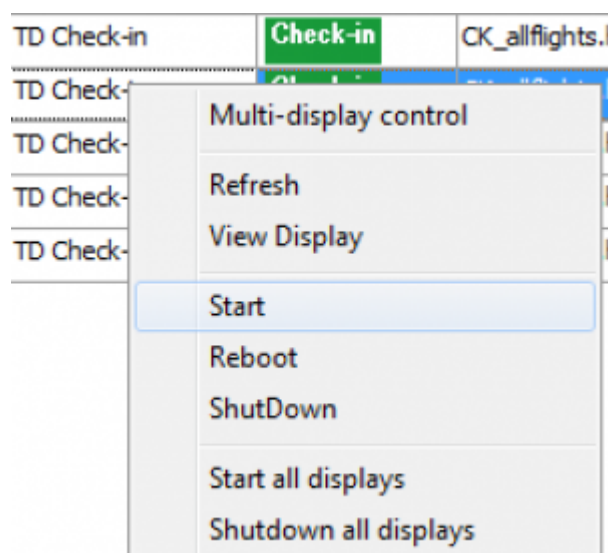 TD Check-in Check-in CK_allflights.
TD Check-
Multi-display control
TD Check-
Refresh
TD Check-
View Display
TD Check-
Start
Reboot
ShutDown
Start all displays
Shutdown all displays